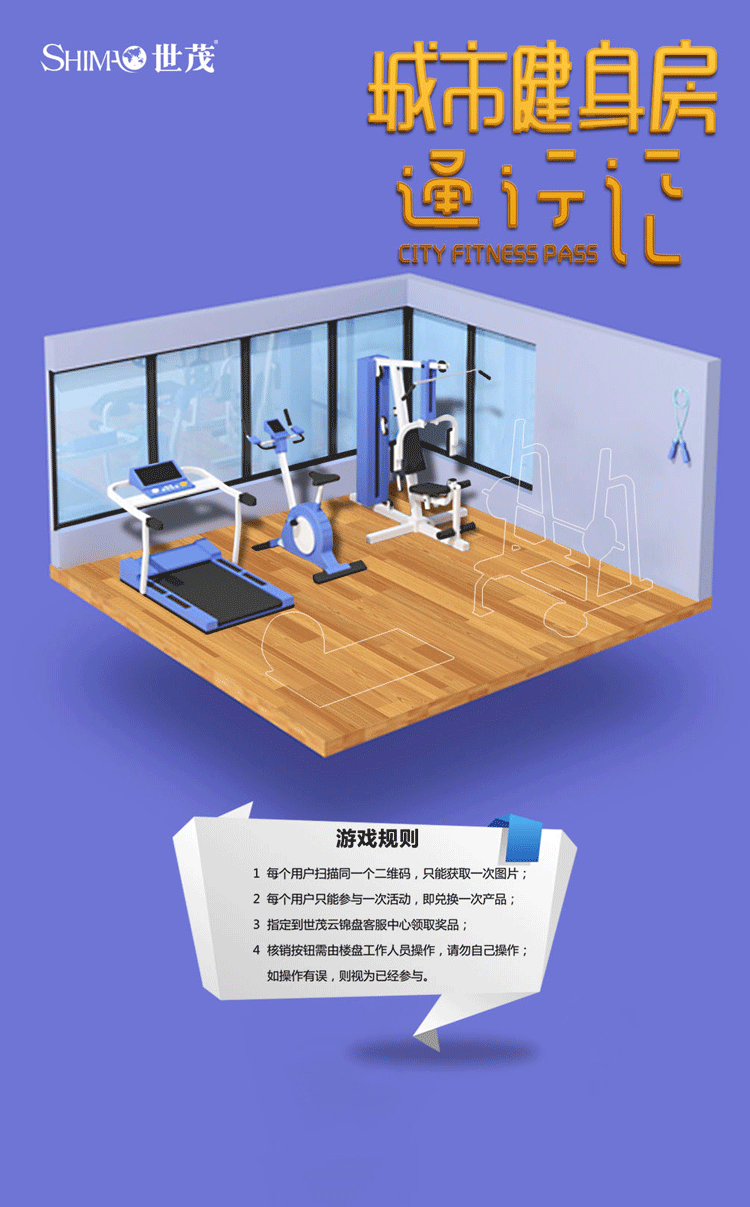 SHIMAO 世茂
城市健身房
通行记
CITY FITNESS PASS
游戏规则
1 每个用户扫描同一个二维码，只能获取一次图片；
2 每个用户只能参与一次活动，即兑换一次产品；
3 指定到世茂云锦盘客服中心领取奖品；
4 核销按钮需由楼盘工作人员操作，请勿自己操作；
如操作有误，则视为已经参与。